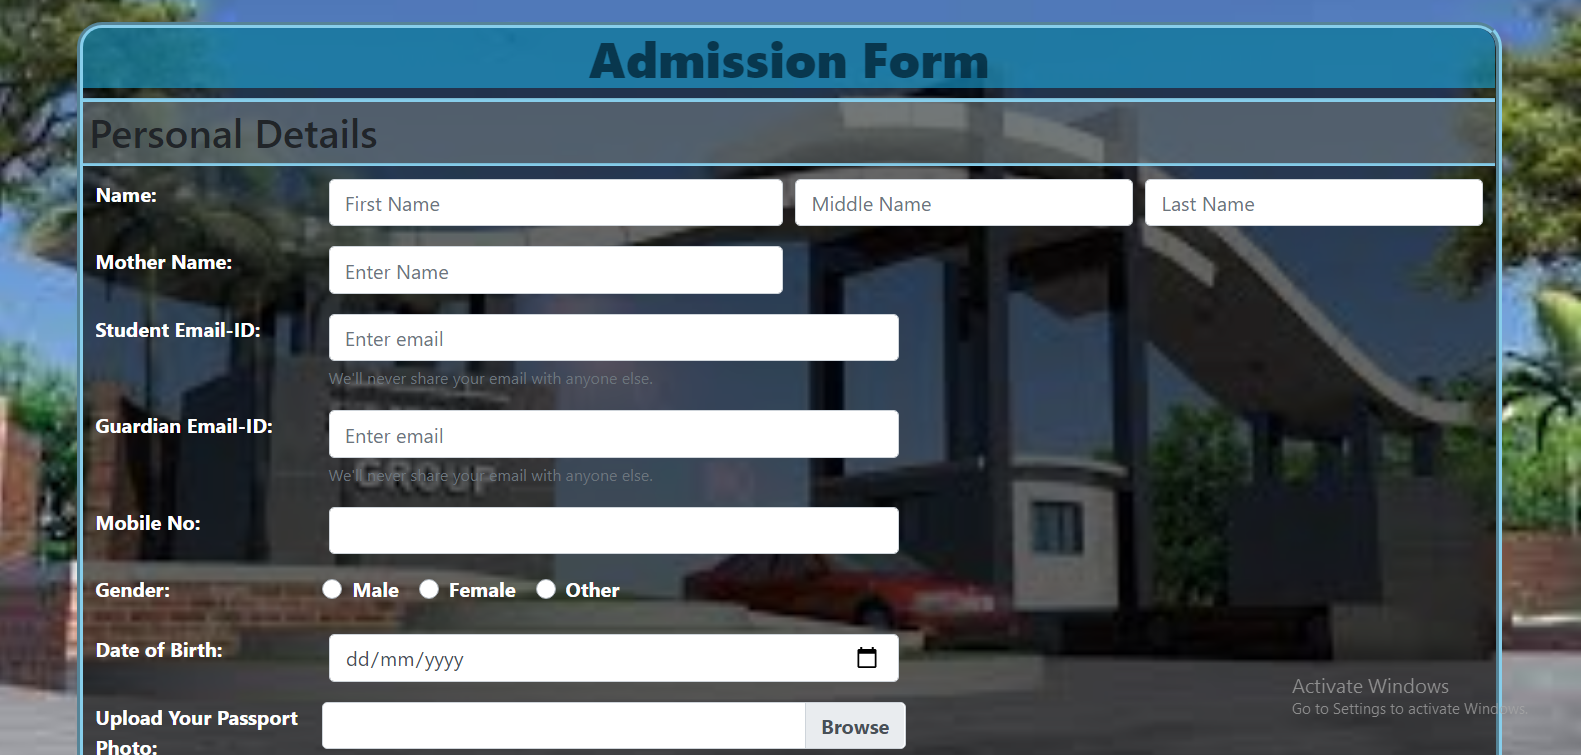 Admission Form
Personal Details
Name: First Name Middle Name Last Name
Mother Name: Enter Name
Student Email-ID: Enter email
We'll never share your email with anyone else.
Guardian Email-ID: Enter email
We'll never share your email with anyone else.
GROUP
Mobile No:
Gender: Male Female Other
Date of Birth: dd/mm/yyyy
Activate Windows
Go to Settings to activate Windows.
Upload Your Passport Browse
Photo: